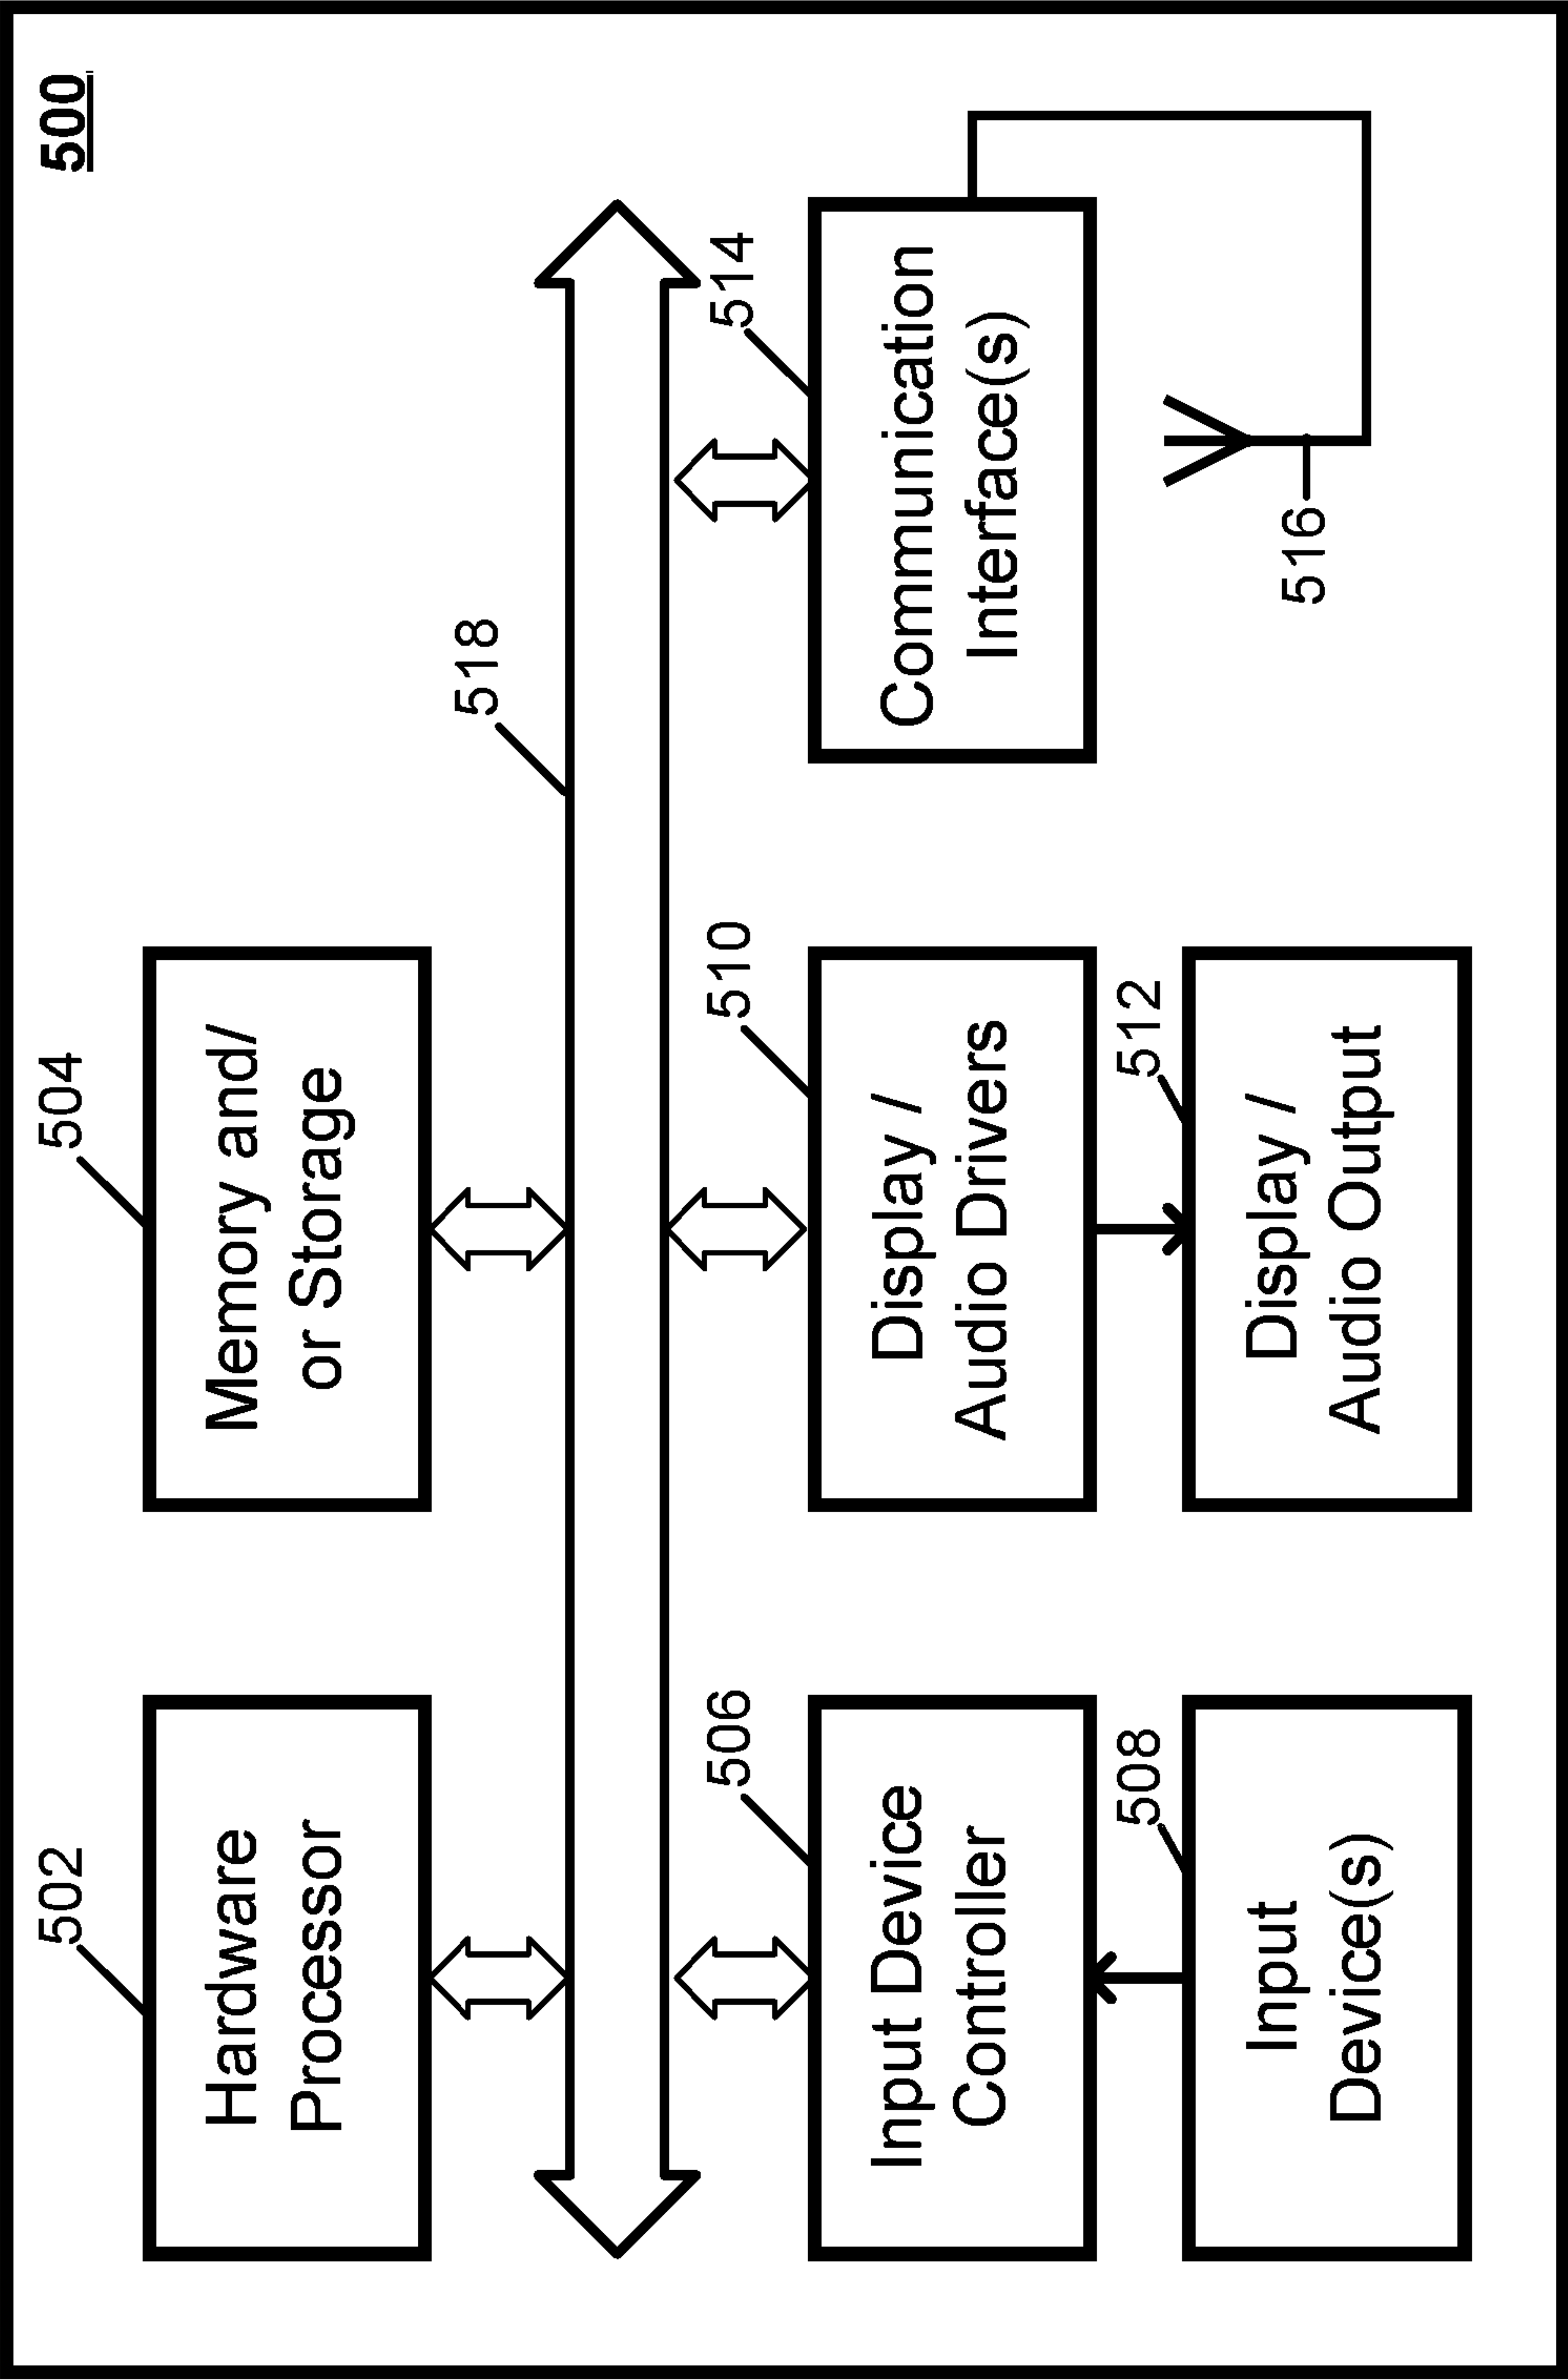 500
502
Hardware
Processor
504
Memory and/
or Storage
518
506
Input Device
Controller
510
Display /
Audio Drivers
514
Communication
Interface(s)
508
Input
Device(s)
512
Display /
Audio Output
516